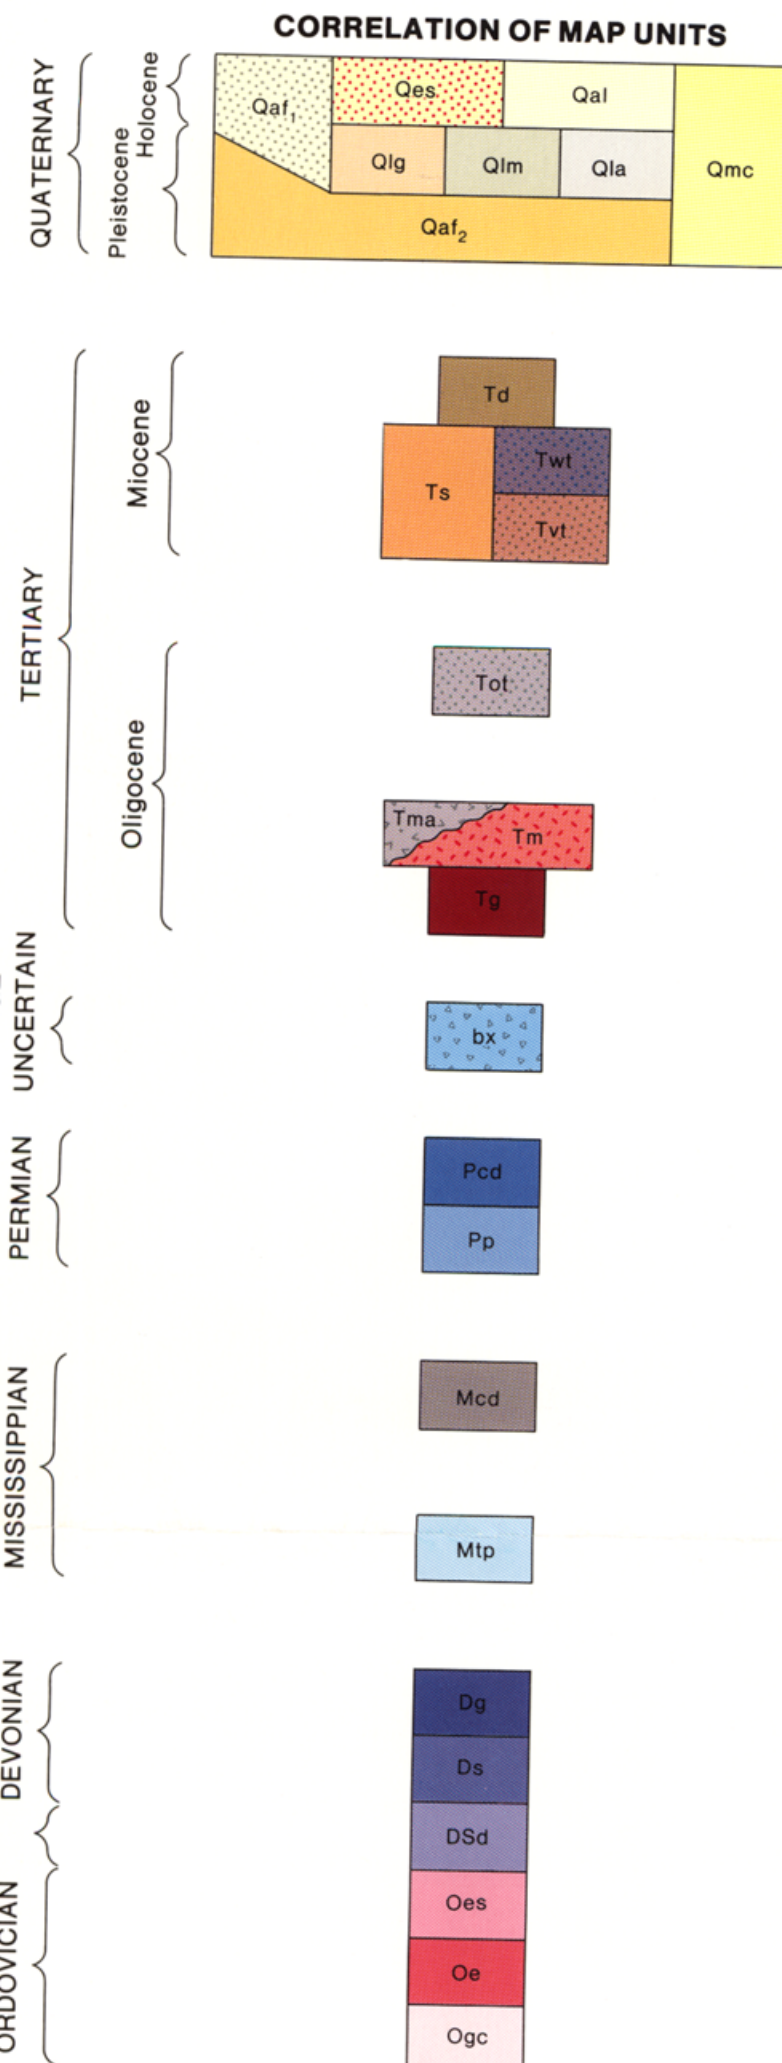 CORRELATION OF MAP UNITS
QUATERNARY
Holocene
Pleistocene
Qaf₁
Qes
Qal
Qlg
Qlm
Qla
Qmc
Qaf₂
TERTIARY
Miocene
Td
Ts
Twt
Tvt
Oligocene
Tot
Tma
Tm
Tg
UNCERTAIN
bx
PERMIAN
Pcd
Pp
MISSISSIPPIAN
Mcd
Mtp
DEVONIAN
Dg
Ds
DSd
ORDOVICIAN
Oes
Oe
Ogc